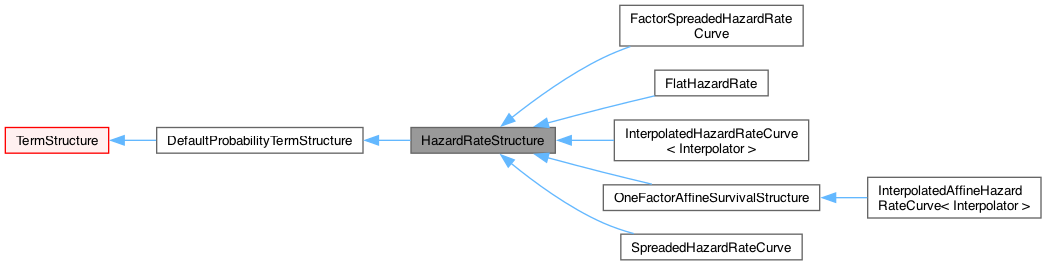 FactorSpreadedHazardRate
Curve
FlatHazardRate
TermStructure
DefaultProbabilityTermStructure
HazardRateStructure
InterpolatedHazardRateCurve
< Interpolator >
OneFactorAffineSurvivalStructure
InterpolatedAffineHazard
RateCurve< Interpolator >
SpreadedHazardRateCurve